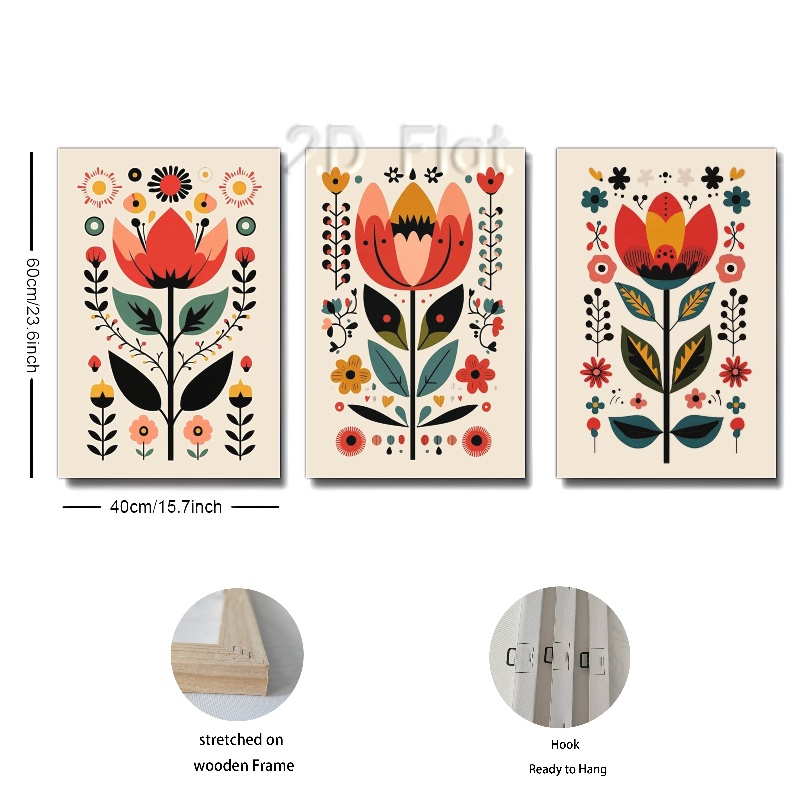 2D Flat
60cm/23.6inch
40cm/15.7inch
stretched on
wooden Frame
Hook
Ready to Hang